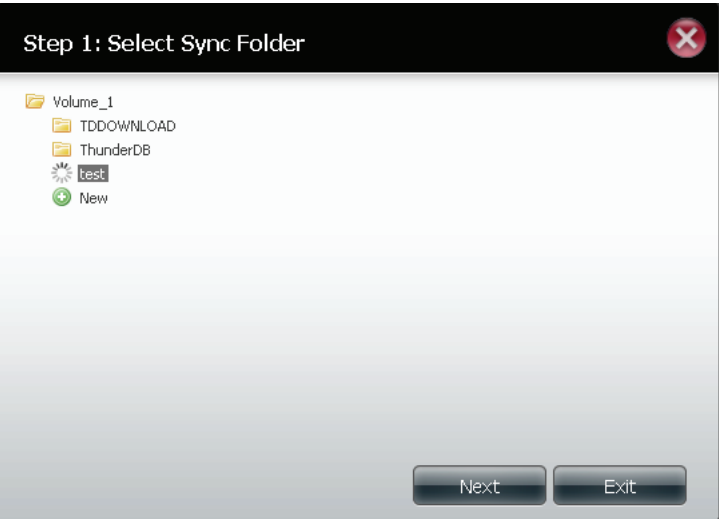 Step 1: Select Sync Folder
Volume_1
TDDOWNLOAD
ThunderDB
test
New
Next Exit